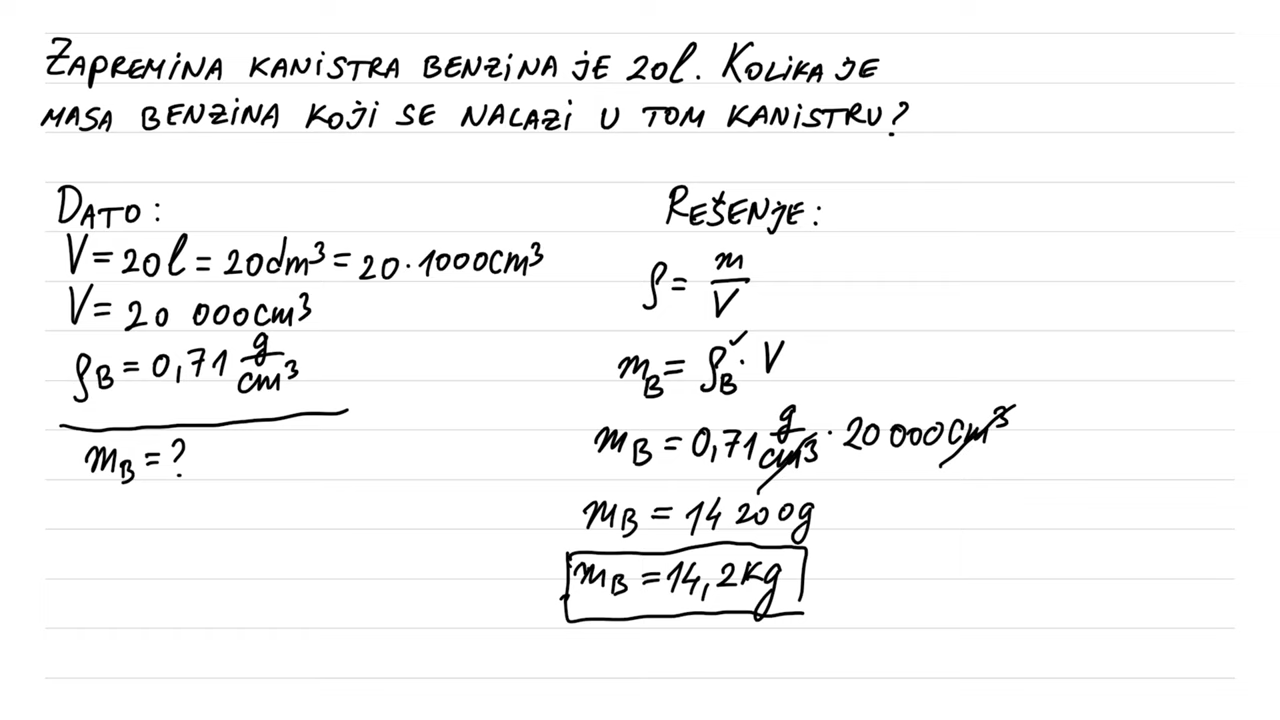 ZAPREMINA KANISTRA BENZINA JE 20l. KOLIKA JE
MASA BENZINA KOJI SE NALAZI U TOM KANISTRU?
DATO:
V = 20l = 20dm³ = 20·1000cm³
V = 20 000cm³
ρB = 0,71 g/cm³
mB = ?
REŠENJE:
ρ = m/V
mB = ρB · V
mB = 0,71 g/cm³ · 20 000cm³
mB = 14 200g
mB = 14,2kg